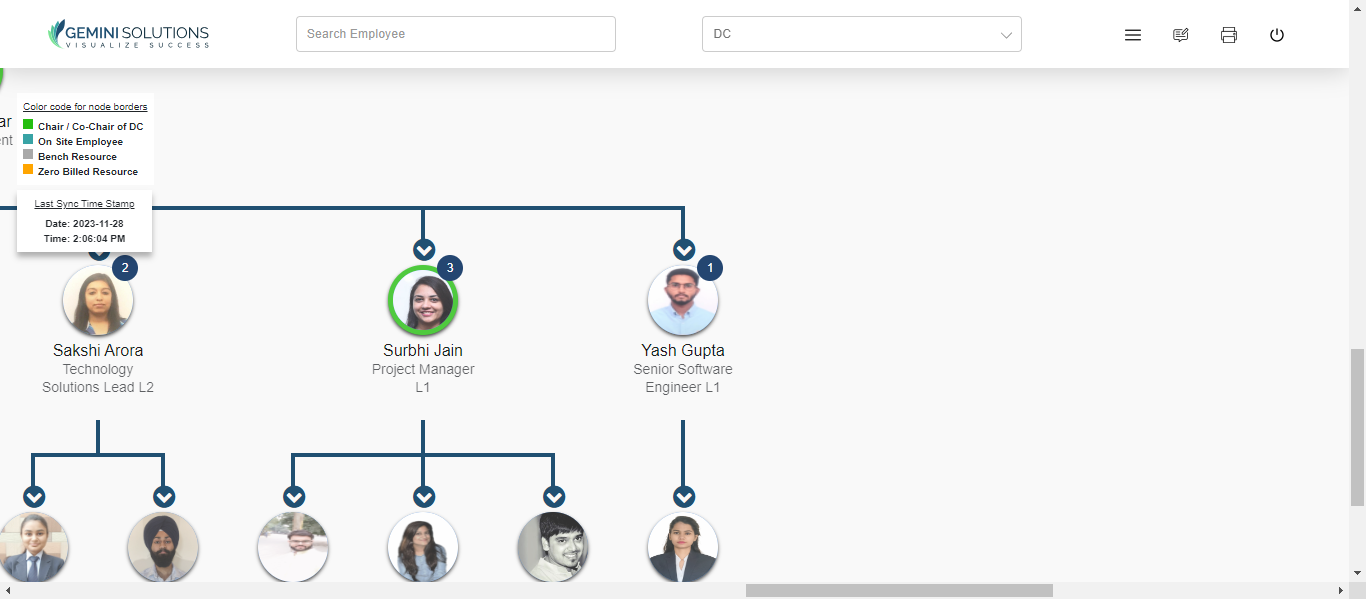 GEMINI SOLUTIONS
VISUALIZE SUCCESS
Search Employee
DC
ar
ent
Color code for node borders
Chair / Co-Chair of DC
On Site Employee
Bench Resource
Zero Billed Resource
Last Sync Time Stamp
Date: 2023-11-28
Time: 2:06:04 PM
2
Sakshi Arora
Technology
Solutions Lead L2
3
Surbhi Jain
Project Manager
L1
1
Yash Gupta
Senior Software
Engineer L1